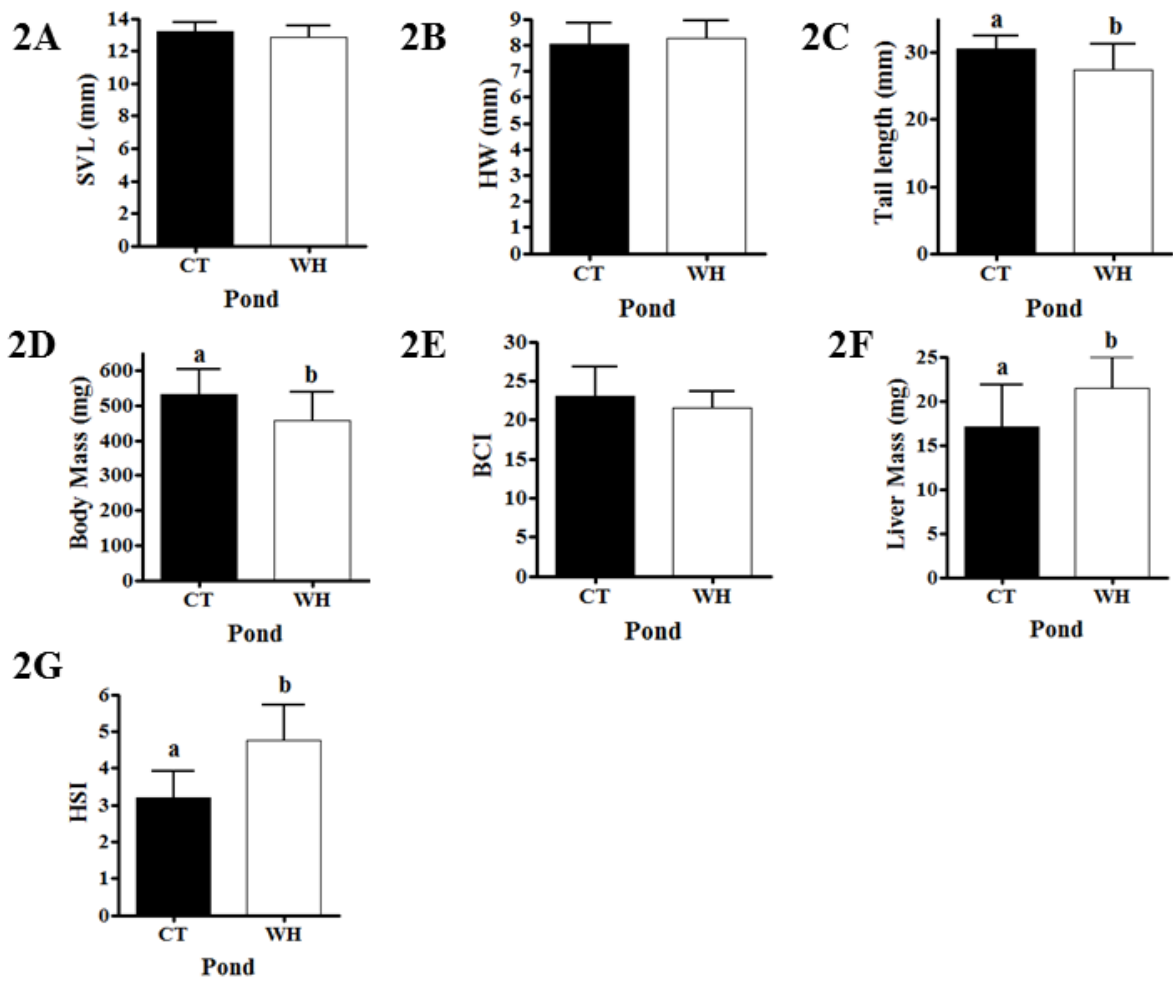 2A
SVL (mm)
14
12
10
8
6
4
2
0
CT WH
Pond
2B
HW (mm)
9
8
7
6
5
4
3
2
1
0
CT WH
Pond
2C
Tail length (mm)
a b
30
20
10
0
CT WH
Pond
2D
Body Mass (mg)
a b
600
500
400
300
200
100
0
CT WH
Pond
2E
BCI
30
25
20
15
10
5
0
CT WH
Pond
2F
Liver Mass (mg)
a b
25
20
15
10
5
0
CT WH
Pond
2G
HSI
a b
6
5
4
3
2
1
0
CT WH
Pond